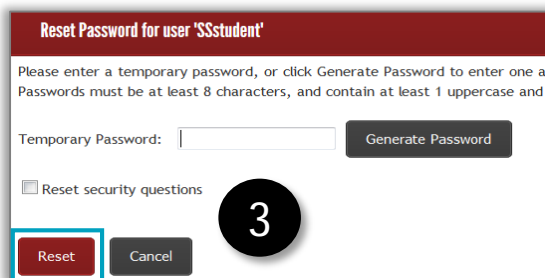 Reset Password for user 'SSstudent'
Please enter a temporary password, or click Generate Password to enter one a
Passwords must be at least 8 characters, and contain at least 1 uppercase and
Temporary Password: Generate Password
Reset security questions
3
Reset Cancel